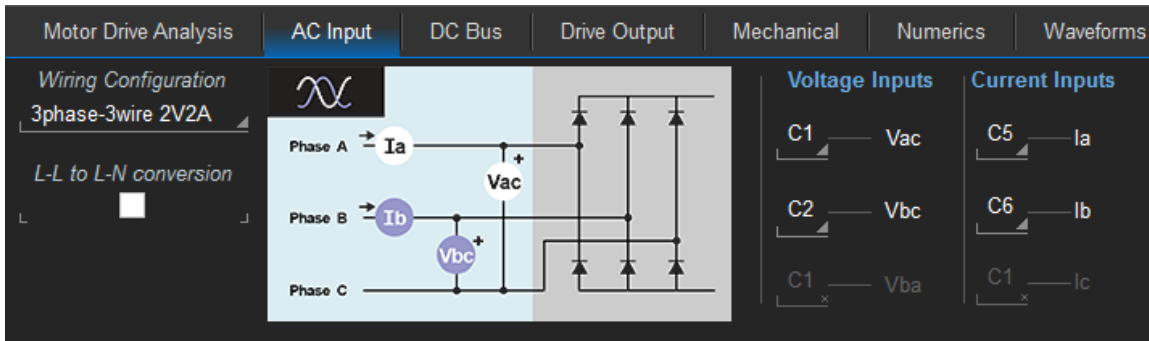 Motor Drive Analysis AC Input DC Bus Drive Output Mechanical Numerics Waveforms
Wiring Configuration
3phase-3wire 2V2A
L-L to L-N conversion
Phase A Ia
Vac
+
Phase B Ib
Vbc
+
Phase C
Voltage Inputs Current Inputs
C1 Vac C5 Ia
C2 Vbc C6 Ib
C1 Vba C1 Ic